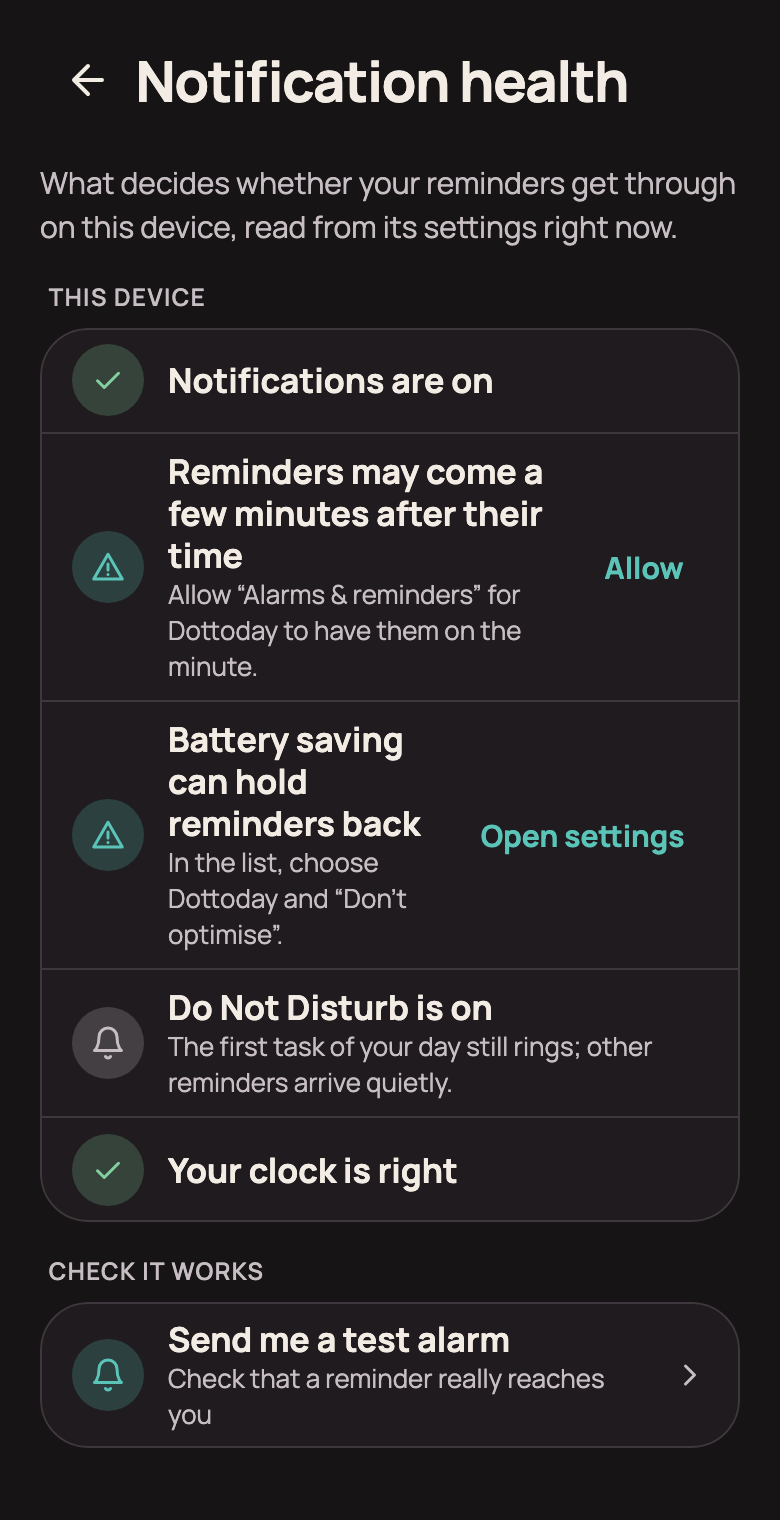 Notification health
What decides whether your reminders get through
on this device, read from its settings right now.
THIS DEVICE
Notifications are on
Reminders may come a
few minutes after their
time
Allow “Alarms & reminders” for
Dottoday to have them on the
minute.
Allow
Battery saving
can hold
reminders back
In the list, choose
Dottoday and “Don’t
optimise”.
Open settings
Do Not Disturb is on
The first task of your day still rings; other
reminders arrive quietly.
Your clock is right
CHECK IT WORKS
Send me a test alarm
Check that a reminder really reaches
you